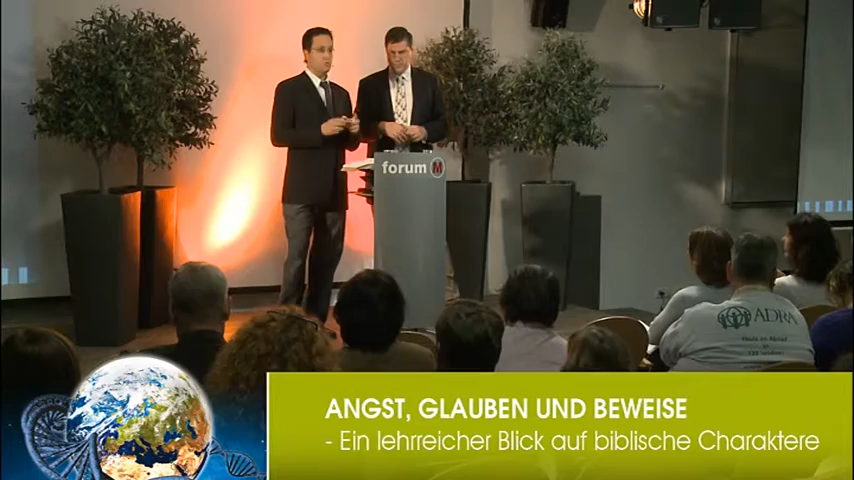 forum M
ADRA
ANGST, GLAUBEN UND BEWEISE
- Ein lehrreicher Blick auf biblische Charaktere